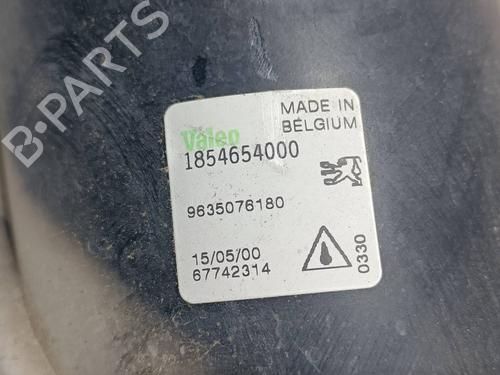 B-PARTS
Valeo
MADE IN
BELGIUM
1854654000
9635076180
15/05/00
67742314
0330